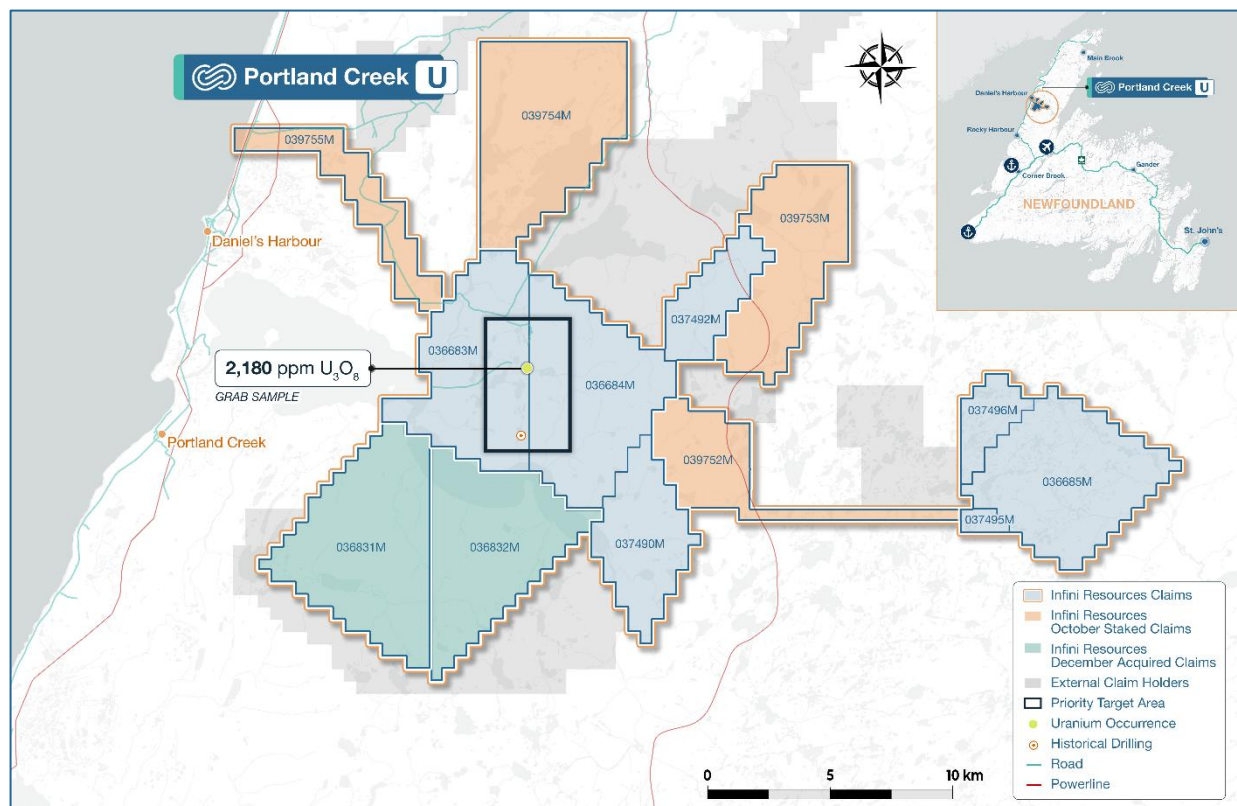 Portland Creek U
039755M
039754M
039753M
Daniel's Harbour
037492M
036683M
036684M
2,180 ppm U₃O₈
GRAB SAMPLE
Portland Creek
039752M
037496M
036685M
037495M
036831M
036832M
037490M
Main Brook
Daniel's Harbour
Portland Creek U
Rocky Harbour
Corner Brook
Gander
NEWFOUNDLAND
St. John's
Infini Resources Claims
Infini Resources
October Staked Claims
Infini Resources
December Acquired Claims
External Claim Holders
Priority Target Area
Uranium Occurrence
Historical Drilling
Road
Powerline
0 5 10 km